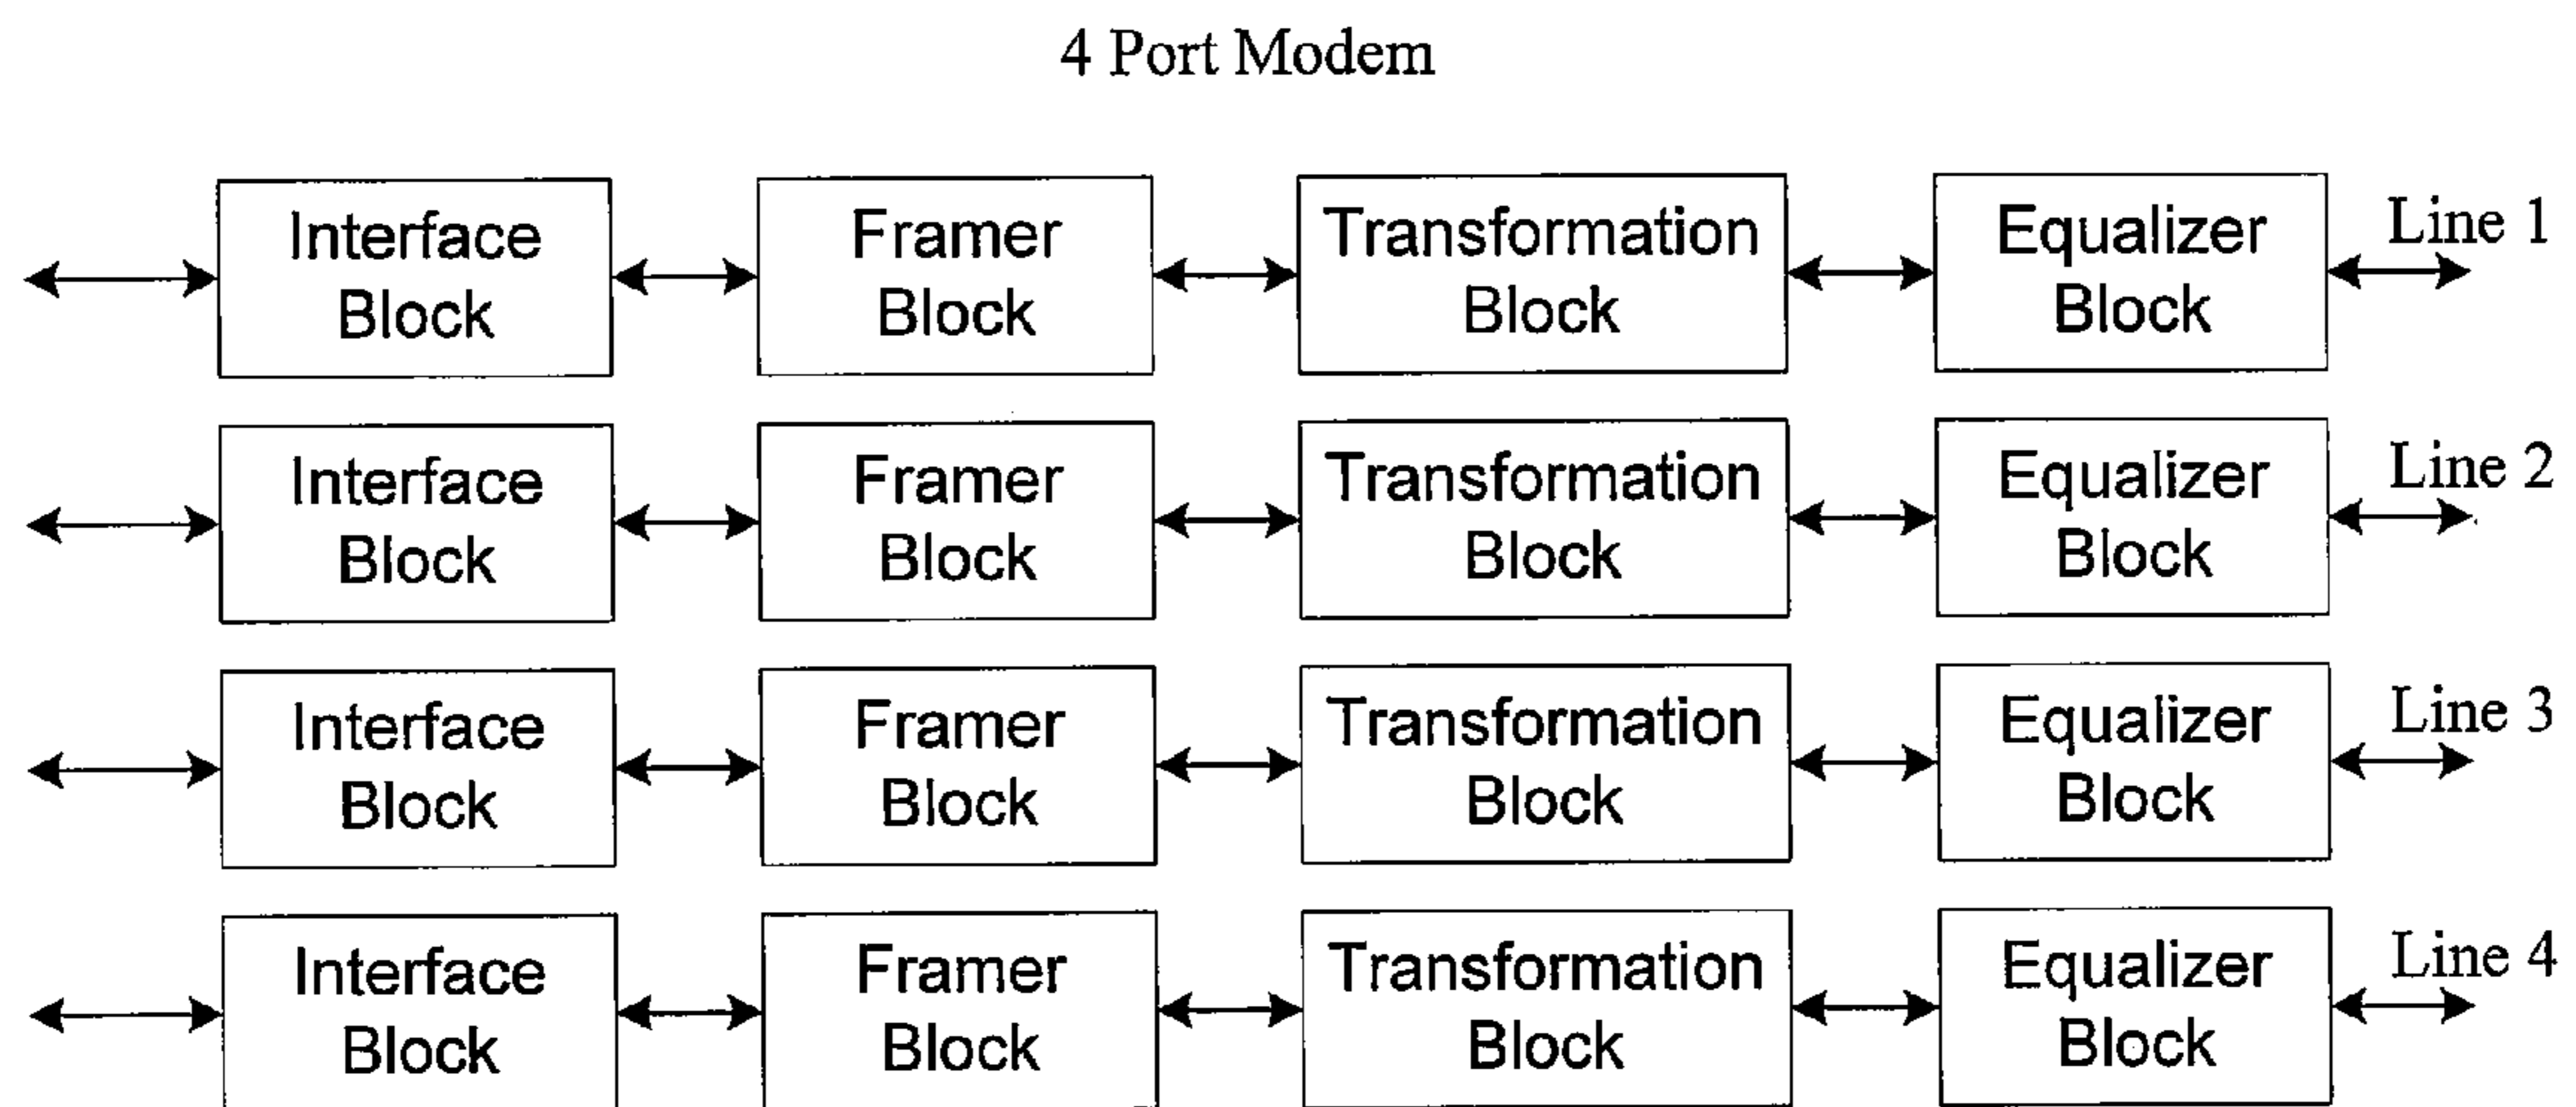 4 Port Modem
Interface Block
Framer Block
Transformation Block
Equalizer Block
Line 1
Interface Block
Framer Block
Transformation Block
Equalizer Block
Line 2
Interface Block
Framer Block
Transformation Block
Equalizer Block
Line 3
Interface Block
Framer Block
Transformation Block
Equalizer Block
Line 4